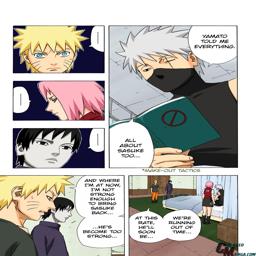 YAMATO
TOLD ME
EVERYTHING.
...
...
...
ALL
ABOUT
SASUKE
TOO...
*MAKE-OUT TACTICS
AND WHERE
I'M AT NOW,
I'M NOT
STRONG
ENOUGH TO
BRING
SASUKE
BACK...
...HE'S
BECOME TOO
STRONG...
AT THIS
RATE,
HE'LL
SOON
BE...
WE'RE
RUNNING
OUT OF
TIME...